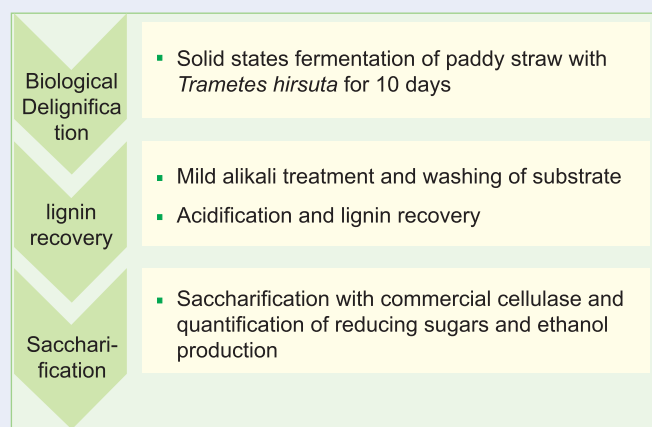 Biological
Delignifica
tion
▪ Solid states fermentation of paddy straw with
Trametes hirsuta for 10 days
lignin
recovery
▪ Mild alikali treatment and washing of substrate
▪ Acidification and lignin recovery
Sacchari-
fication
▪ Saccharification with commercial cellulase and
quantification of reducing sugars and ethanol
production